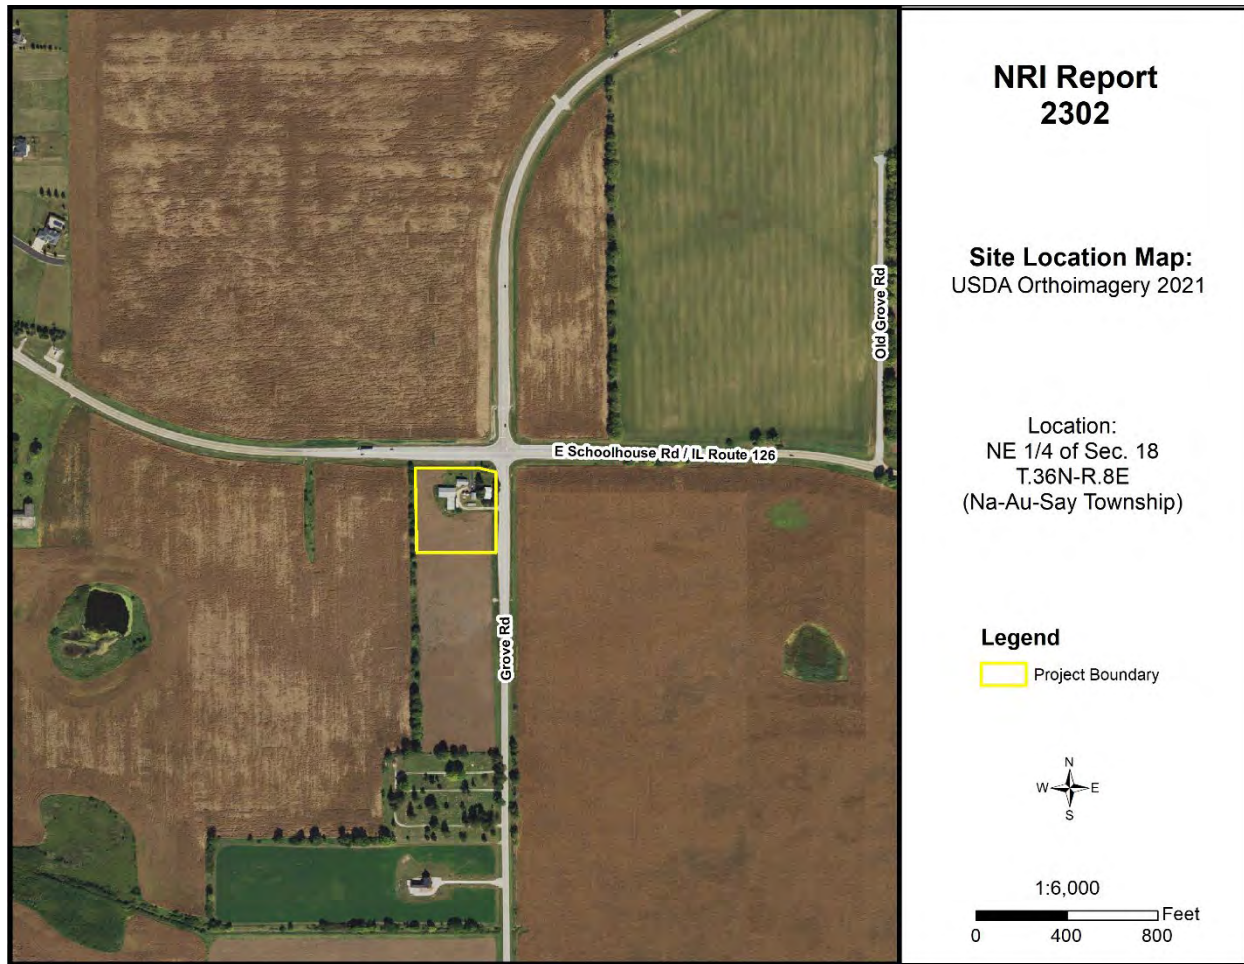 NRI Report
2302
Site Location Map:
USDA Orthoimagery 2021
Location:
NE 1/4 of Sec. 18
T.36N-R.8E
(Na-Au-Say Township)
Legend
Project Boundary
N
W E
S
1:6,000
Feet
0 400 800
E Schoolhouse Rd / IL Route 126
Old Grove Rd
Grove Rd